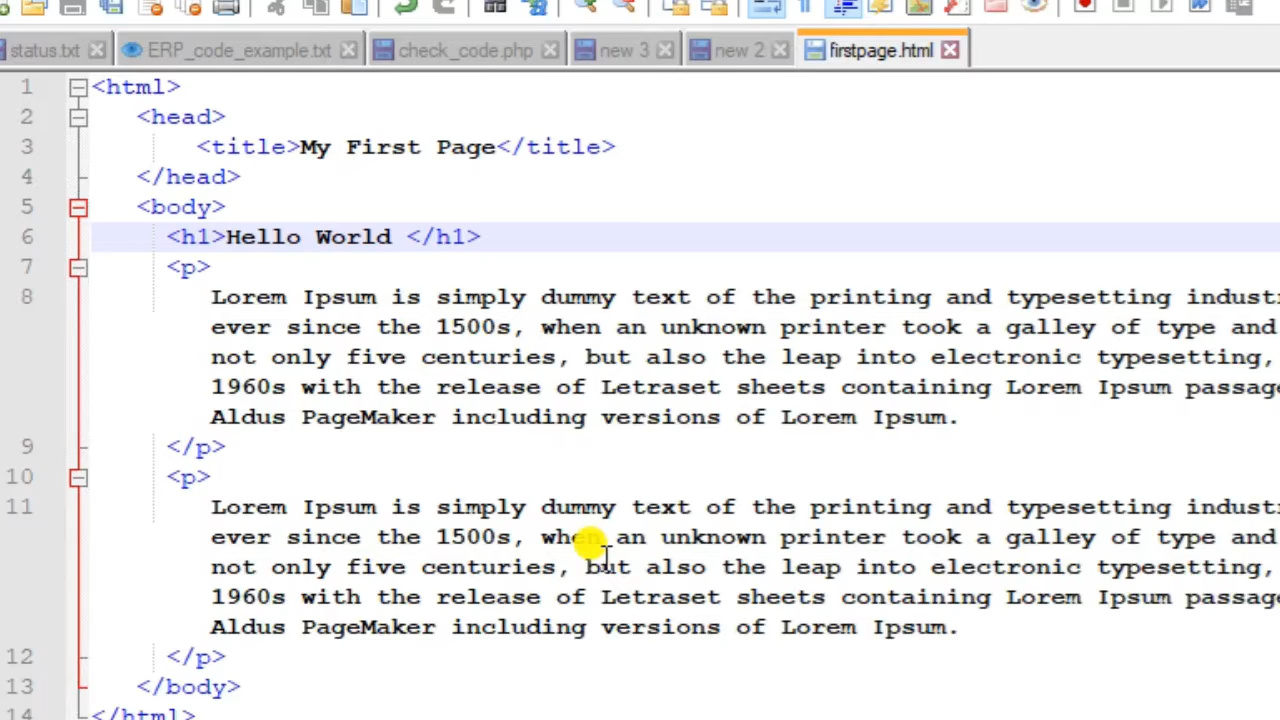 status.txt ERP_code_example.txt check_code.php new 3 new 2 firstpage.html
1 <html>
2 <head>
3 <title>My First Page</title>
4 </head>
5 <body>
6 <h1>Hello World </h1>
7 <p>
8 Lorem Ipsum is simply dummy text of the printing and typesetting industr
ever since the 1500s, when an unknown printer took a galley of type and
not only five centuries, but also the leap into electronic typesetting,
1960s with the release of Letraset sheets containing Lorem Ipsum passage
Aldus PageMaker including versions of Lorem Ipsum.
9 </p>
10 <p>
11 Lorem Ipsum is simply dummy text of the printing and typesetting industr
ever since the 1500s, when an unknown printer took a galley of type and
not only five centuries, but also the leap into electronic typesetting,
1960s with the release of Letraset sheets containing Lorem Ipsum passage
Aldus PageMaker including versions of Lorem Ipsum.
12 </p>
13 </body>
14 </html>